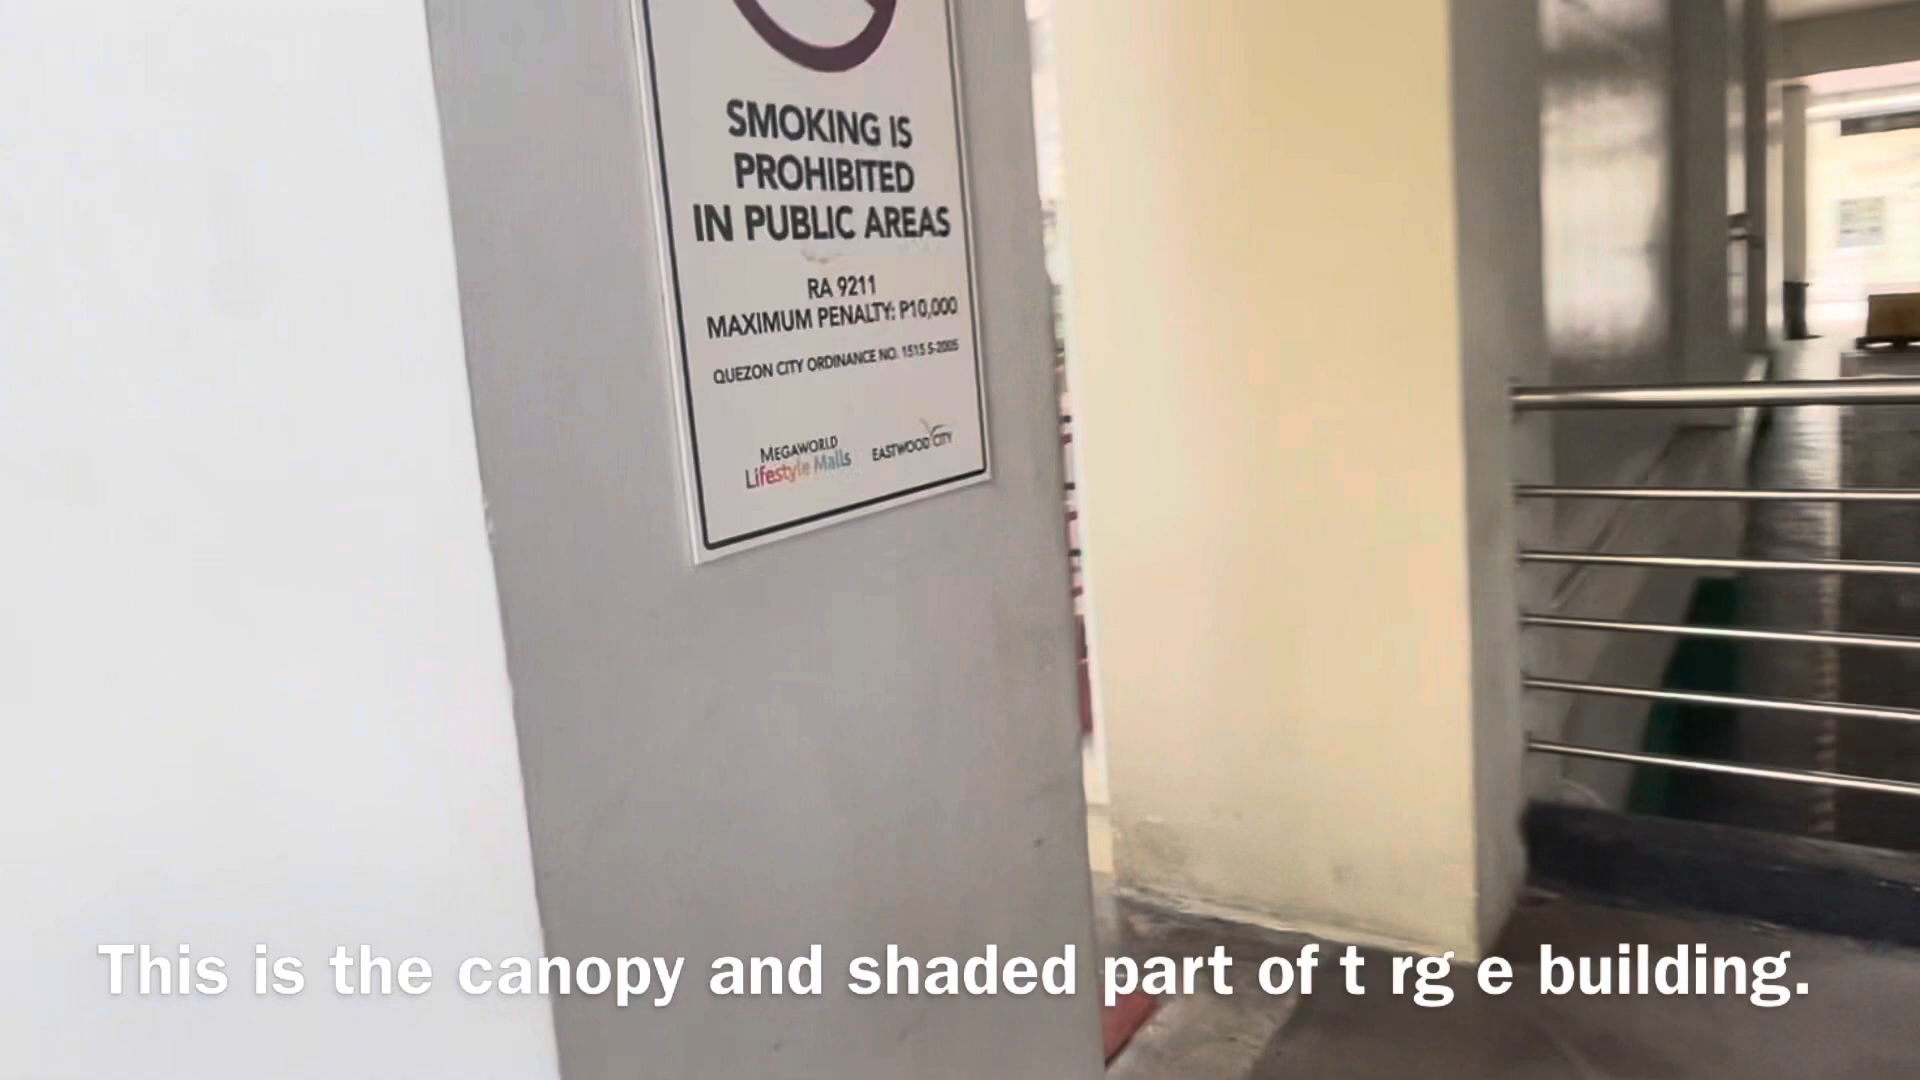 SMOKING IS
PROHIBITED
IN PUBLIC AREAS
RA 9211
MAXIMUM PENALTY: P10,000
QUEZON CITY ORDINANCE NO. 1515 S-2005
MEGAWORLD
Lifestyle Malls
EASTWOOD CITY
This is the canopy and shaded part of t rg e building.